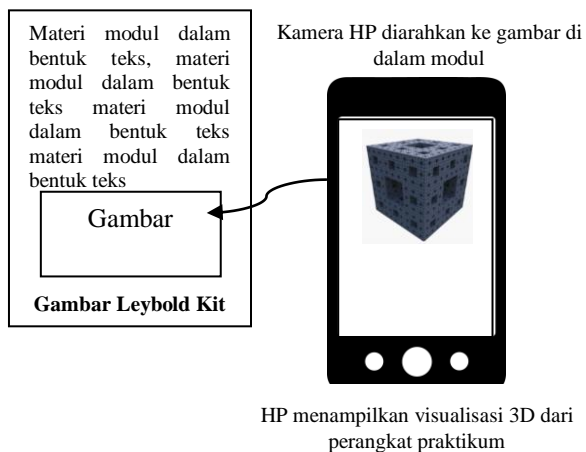 Materi modul dalam
bentuk teks, materi
modul dalam bentuk
teks materi modul
dalam bentuk teks
materi modul dalam
bentuk teks
Gambar
Gambar Leybold Kit
Kamera HP diarahkan ke gambar di
dalam modul
HP menampilkan visualisasi 3D dari
perangkat praktikum